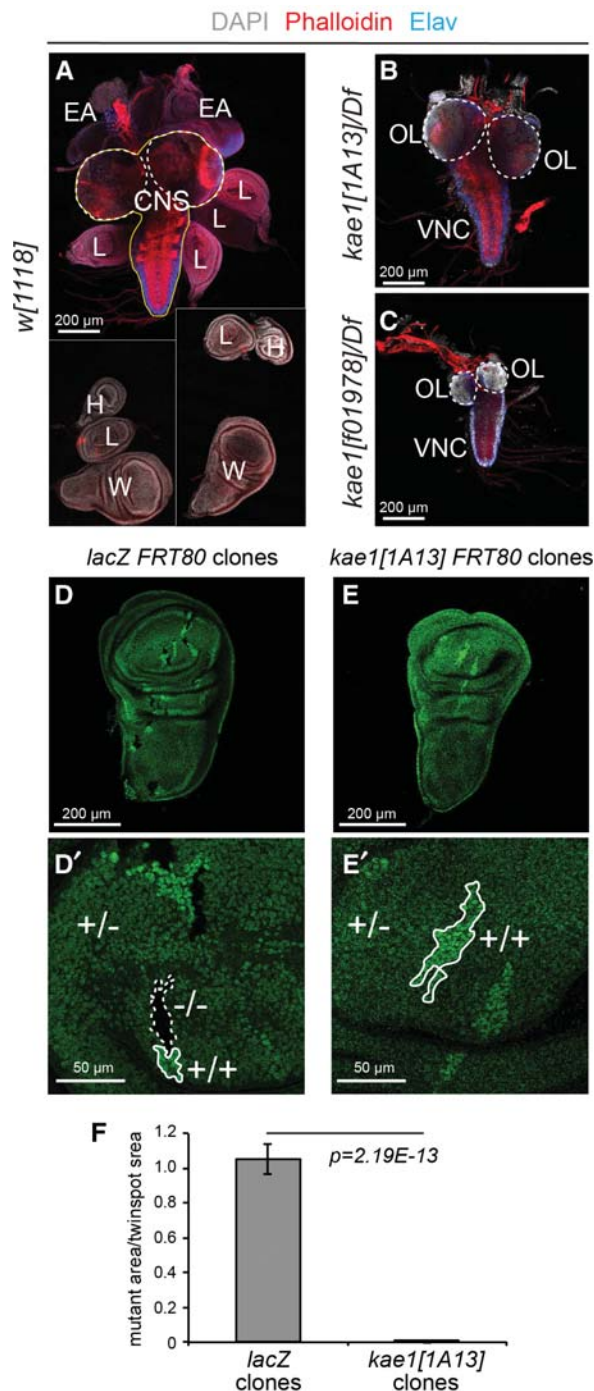 DAPI Phalloidin Elav
A
EA
EA
CNS
L
L
L
L
200 µm
w[1118]
L
H
H
L
W
W
B
OL
OL
VNC
200 µm
kae1[1A13]/Df
C
OL
OL
VNC
200 µm
kae1[f01978]/Df
lacZ FRT80 clones
kae1[1A13] FRT80 clones
D
200 µm
E
200 µm
D′
+/-
-/-
+/+
50 µm
E′
+/-
+/+
50 µm
F
mutant area/twinspot srea
1.2
1.0
0.8
0.6
0.4
0.2
0
p=2.19E-13
lacZ
clones
kae1[1A13]
clones